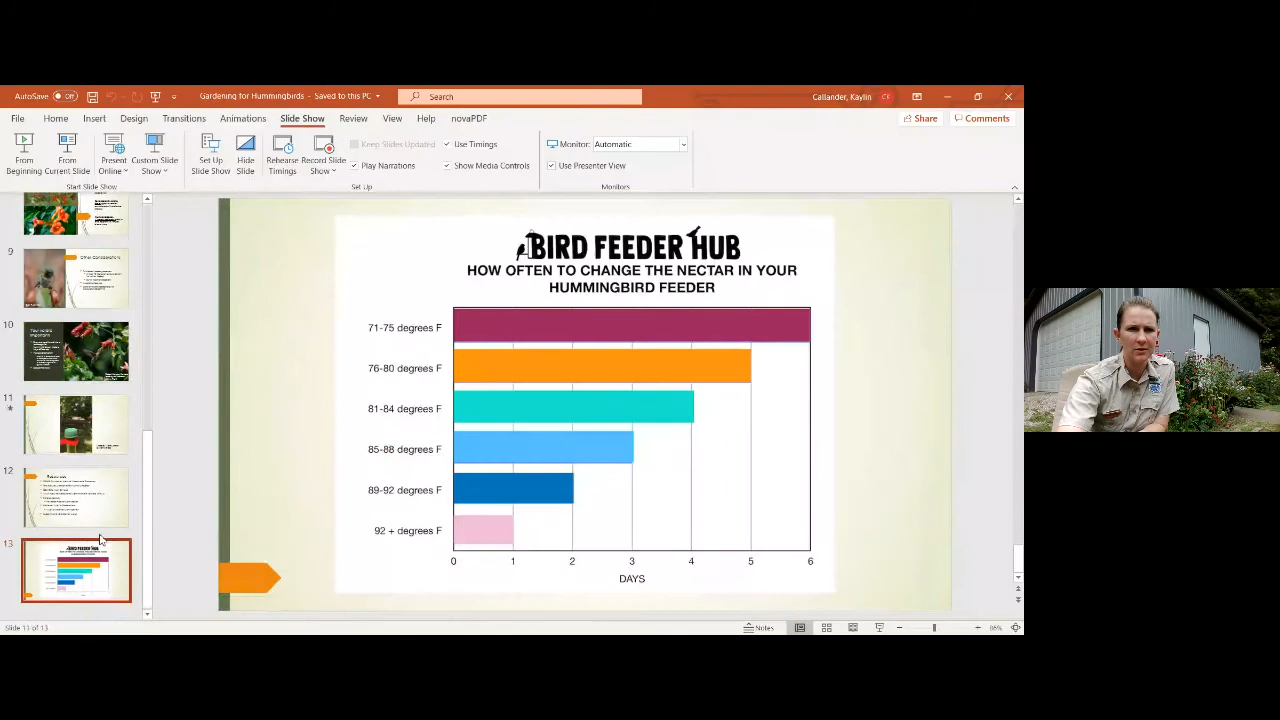 AutoSave Off Gardening for Hummingbirds - Saved to this PC Search Callander, Kaylin CK
File Home Insert Design Transitions Animations Slide Show Review View Help novaPDF Share Comments
From Beginning
From Current Slide
Present Online
Custom Slide Show
Start Slide Show
Set Up Slide Show
Hide Slide
Rehearse Timings
Record Slide Show
Keep Slides Updated Use Timings
Play Narrations Show Media Controls
Set Up
Monitor: Automatic
Use Presenter View
Monitors
9
Other Considerations
10
11
12
13
BIRD FEEDER HUB
HOW OFTEN TO CHANGE THE NECTAR IN YOUR
HUMMINGBIRD FEEDER
71-75 degrees F
76-80 degrees F
81-84 degrees F
85-88 degrees F
89-92 degrees F
92 + degrees F
0 1 2 3 4 5 6
DAYS
Slide 11 of 13 Notes 86%